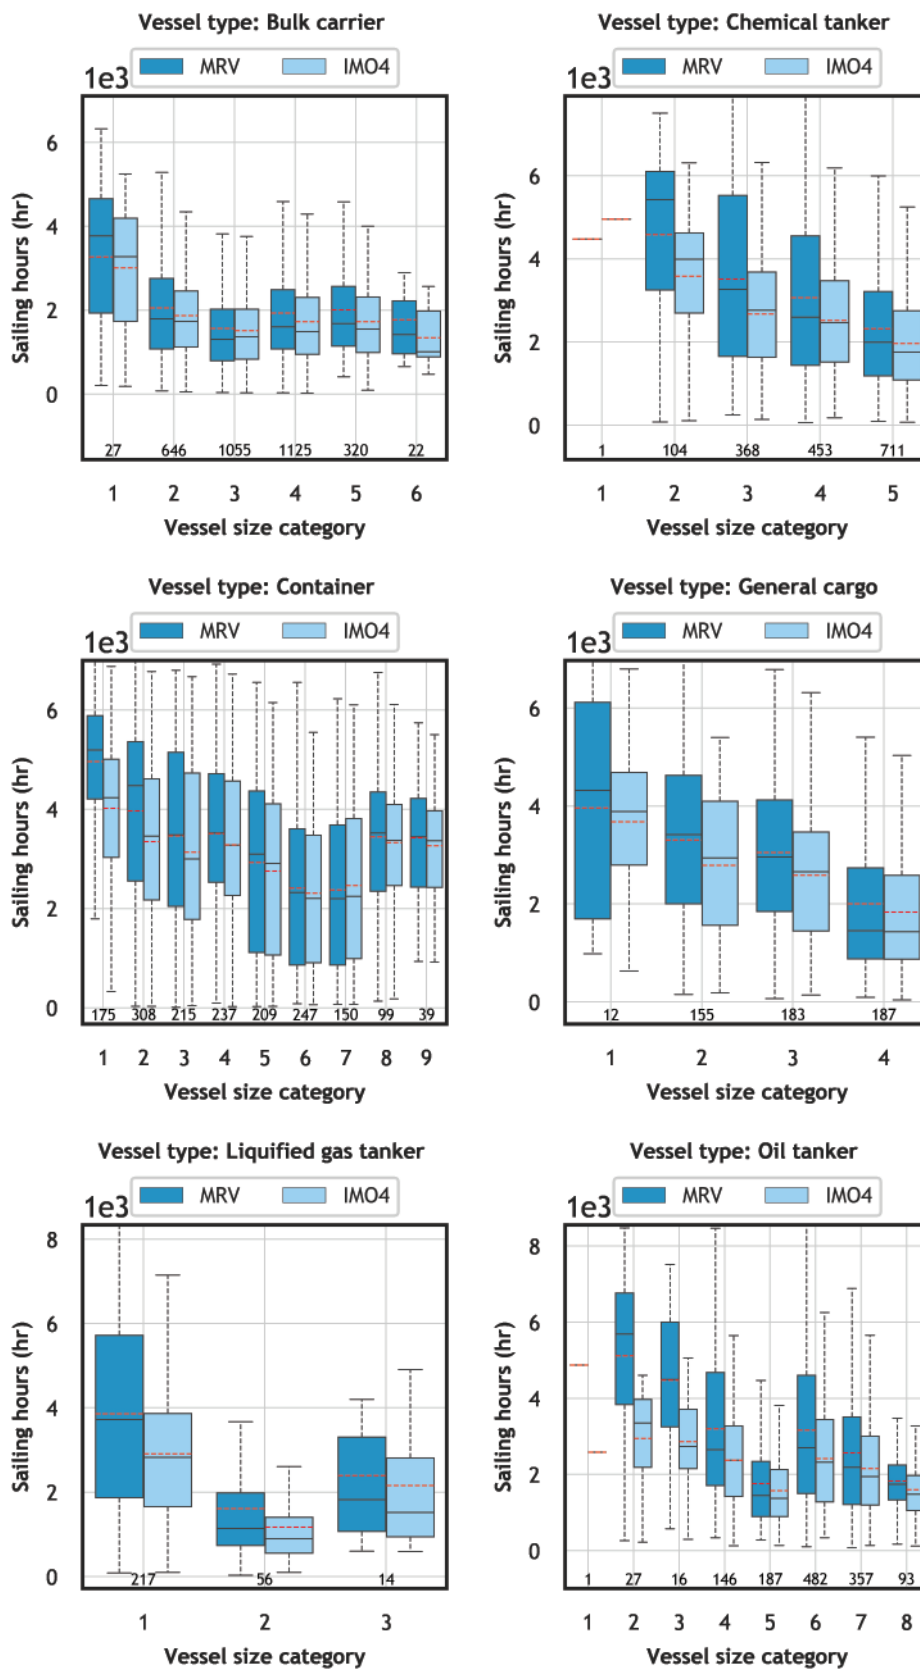 Vessel type: Bulk carrier
MRV IMO4
1e3
Sailing hours (hr)
6
4
2
0
27 646 1055 1125 320 22
1 2 3 4 5 6
Vessel size category
Vessel type: Chemical tanker
MRV IMO4
1e3
Sailing hours (hr)
6
4
2
0
1 104 368 453 711
1 2 3 4 5
Vessel size category
Vessel type: Container
MRV IMO4
1e3
Sailing hours (hr)
6
4
2
0
175 308 215 237 209 247 150 99 39
1 2 3 4 5 6 7 8 9
Vessel size category
Vessel type: General cargo
MRV IMO4
1e3
Sailing hours (hr)
6
4
2
0
12 155 183 187
1 2 3 4
Vessel size category
Vessel type: Liquified gas tanker
MRV IMO4
1e3
Sailing hours (hr)
8
6
4
2
0
217 56 14
1 2 3
Vessel size category
Vessel type: Oil tanker
MRV IMO4
1e3
Sailing hours (hr)
8
6
4
2
0
1 27 16 146 187 482 357 93
1 2 3 4 5 6 7 8
Vessel size category